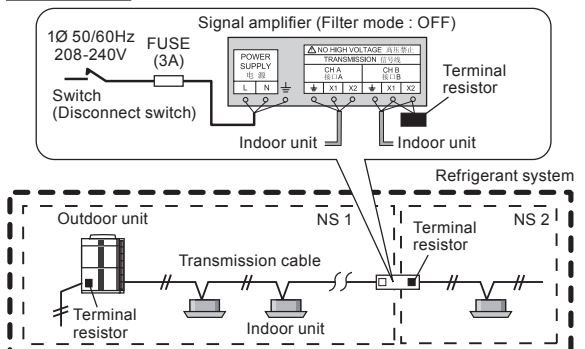 Signal amplifier (Filter mode : OFF)
1Ø 50/60Hz
208-240V
FUSE
(3A)
Switch
(Disconnect switch)
POWER
SUPPLY
电 源
L N
NO HIGH VOLTAGE 高压禁止
TRANSMISSION 信号线
CH A
接口A
CH B
接口B
X1 X2 X1 X2
Terminal
resistor
Indoor unit
Indoor unit
Refrigerant system
Outdoor unit
NS 1
NS 2
Transmission cable
Terminal
resistor
Terminal
resistor
Indoor unit